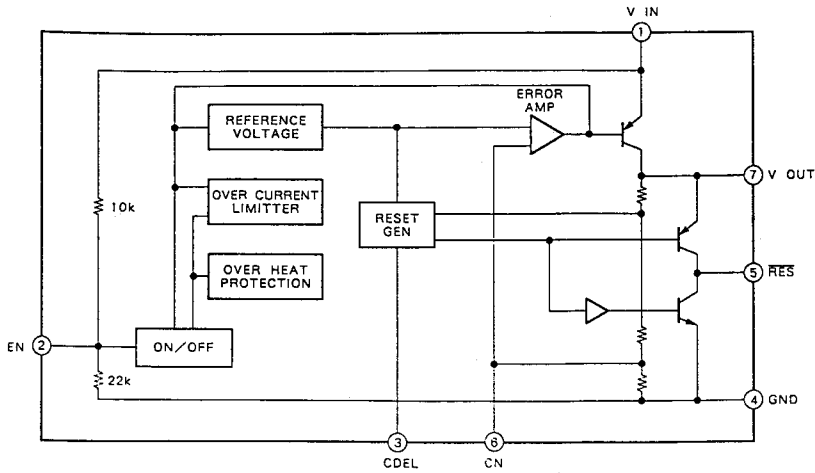 V IN
1
ERROR
AMP
REFERENCE
VOLTAGE
7 V OUT
10k
OVER CURRENT
LIMITTER
RESET
GEN
OVER HEAT
PROTECTION
5 RES
EN 2
ON/OFF
22k
4 GND
3
6
CDEL
CN